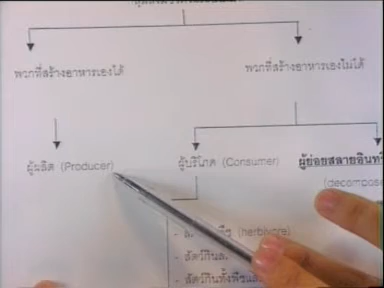 พวกที่สร้างอาหารเองได้
พวกที่สร้างอาหารเองไม่ได้
ผู้ผลิต (Producer)
ผู้บริโภค (Consumer)
ผู้ย่อยสลายอินทรี
(decompos
(herbivore)
- สัตว์กินเ
- สัตว์กินทั้งพืชและ